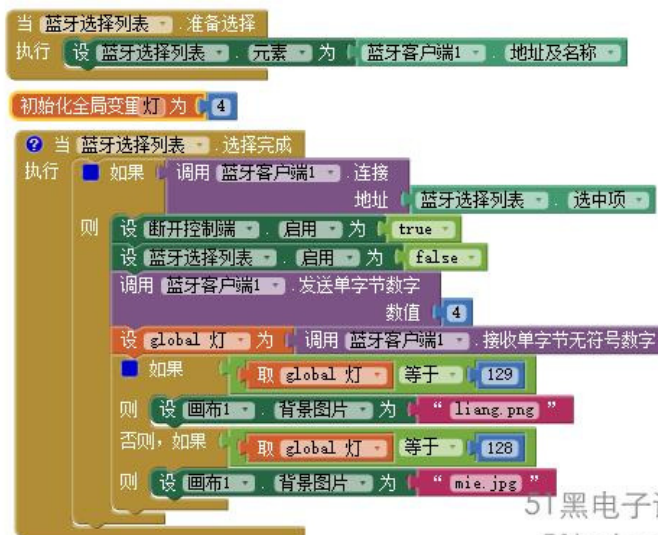 当 蓝牙选择列表 . 准备选择
执行 设 蓝牙选择列表 . 元素 为 蓝牙客户端1 . 地址及名称
初始化全局变量 灯 为 4
? 当 蓝牙选择列表 . 选择完成
执行 如果 调用 蓝牙客户端1 . 连接
地址 蓝牙选择列表 . 选中项
则 设 断开控制端 . 启用 为 true
设 蓝牙选择列表 . 启用 为 false
调用 蓝牙客户端1 . 发送单字节数字
数值 4
设 global 灯 为 调用 蓝牙客户端1 . 接收单字节无符号数字
如果 取 global 灯 等于 129
则 设 画布1 . 背景图片 为 “ liang.png ”
否则，如果 取 global 灯 等于 128
则 设 画布1 . 背景图片 为 “ mie.jpg ”
51黑电子